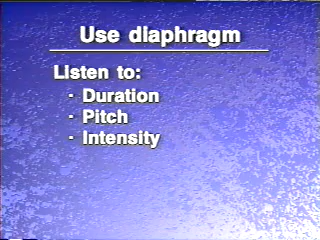 Use diaphragm
Listen to:
- Duration
- Pitch
- Intensity